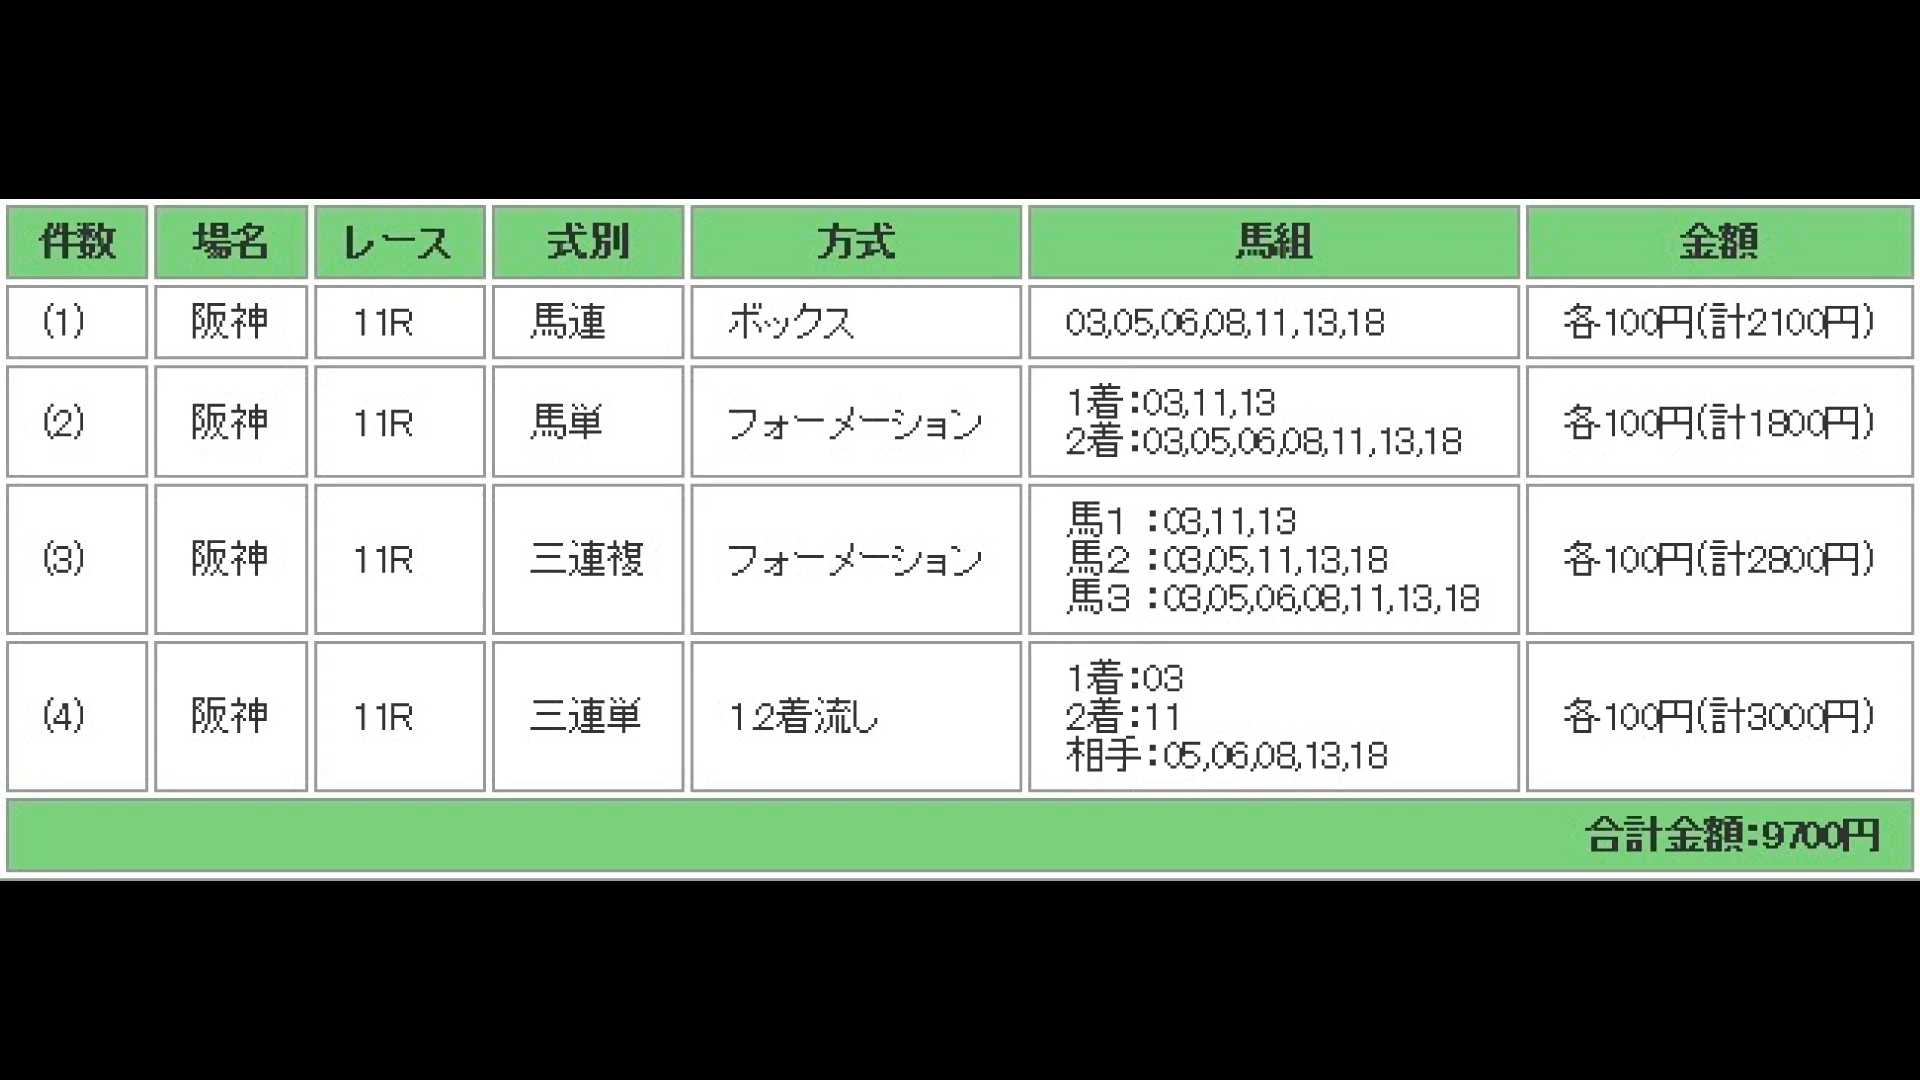 件数 場名 レース 式別 方式 馬組 金額
(1) 阪神 11R 馬連 ボックス 03,05,06,08,11,13,18 各100円(計2100円)
(2) 阪神 11R 馬単 フォーメーション 1着:03,11,13
2着:03,05,06,08,11,13,18 各100円(計1800円)
(3) 阪神 11R 三連複 フォーメーション 馬1 :03,11,13
馬2 :03,05,11,13,18
馬3 :03,05,06,08,11,13,18 各100円(計2800円)
(4) 阪神 11R 三連単 12着流し 1着:03
2着:11
相手:05,06,08,13,18 各100円(計3000円)
合計金額:9700円